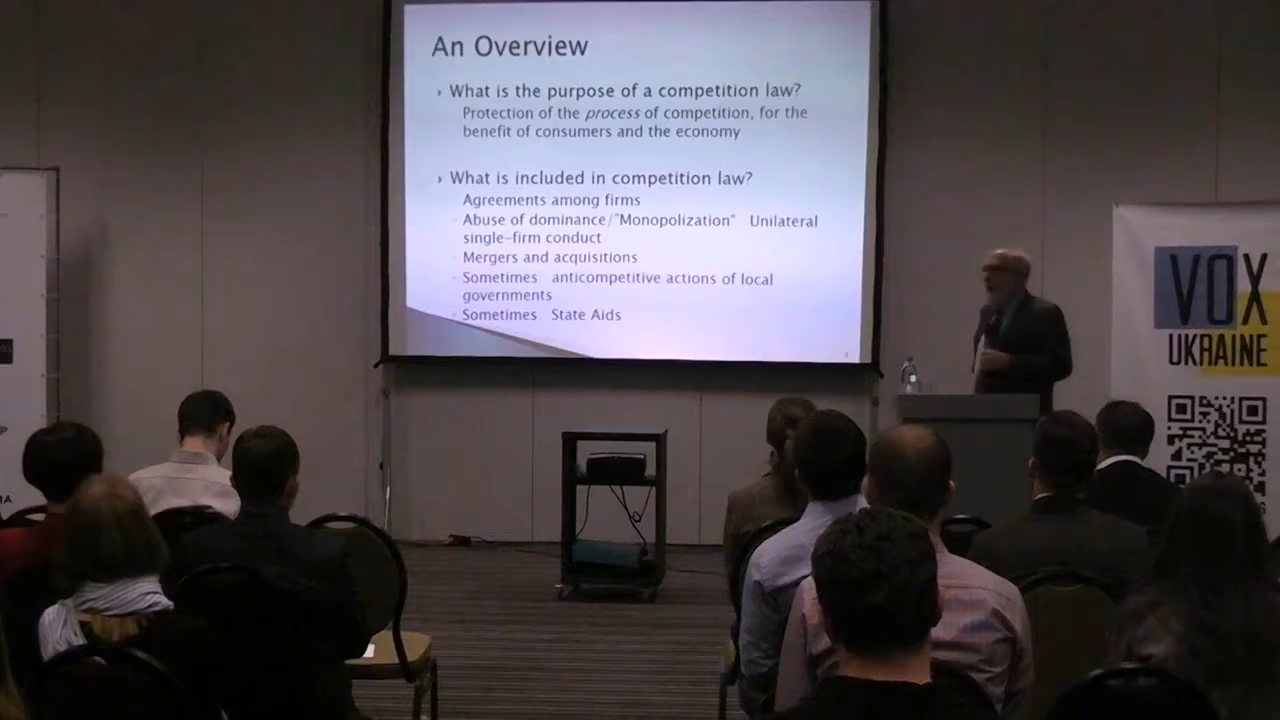 An Overview
What is the purpose of a competition law?
Protection of the process of competition, for the
benefit of consumers and the economy
What is included in competition law?
Agreements among firms
Abuse of dominance/"Monopolization" Unilateral
single-firm conduct
Mergers and acquisitions
Sometimes anticompetitive actions of local
governments
Sometimes State Aids
VOX
UKRAINE